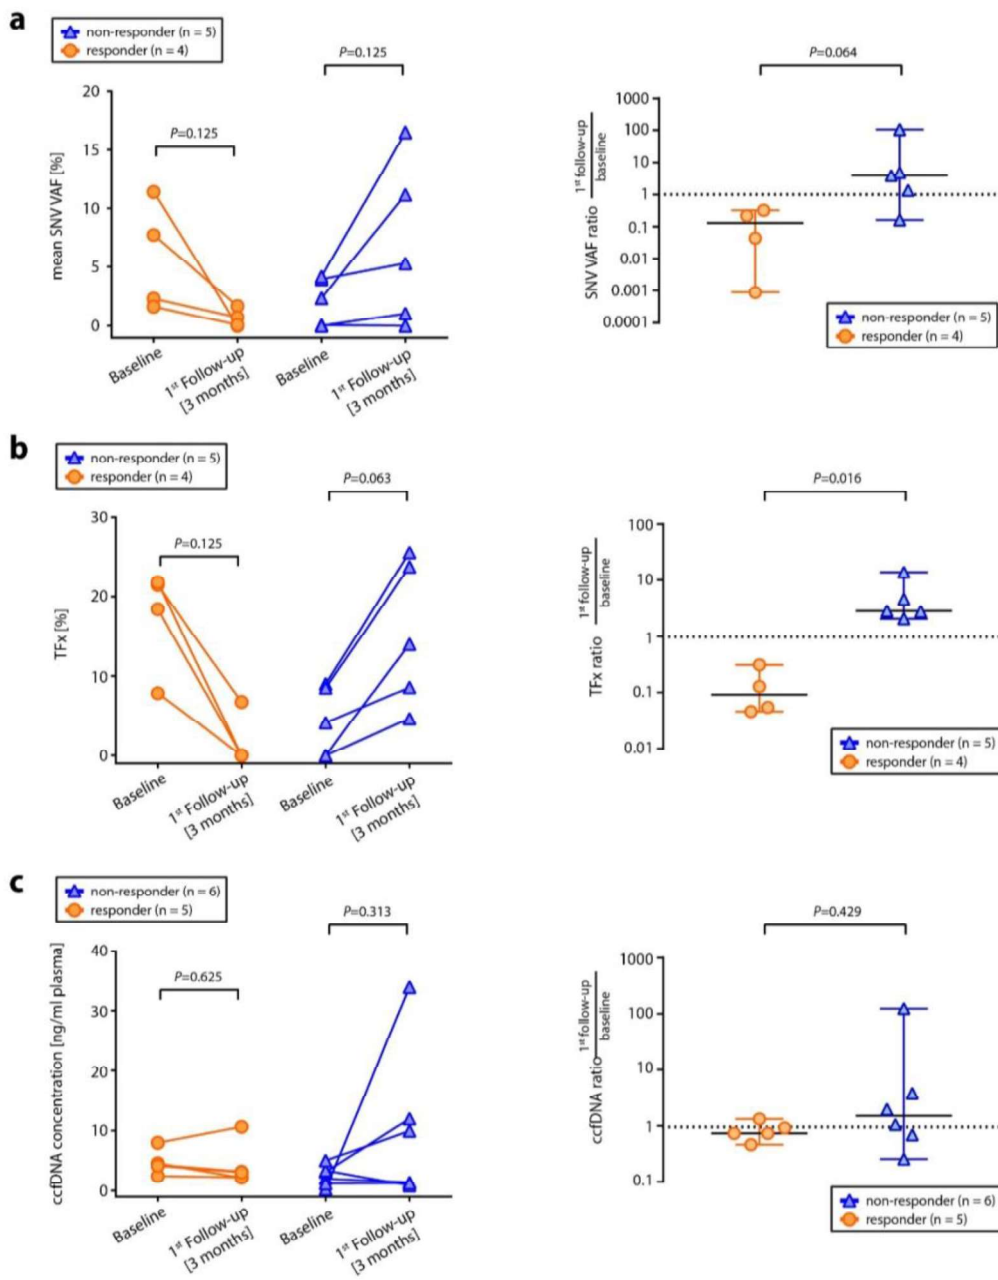 a
non-responder (n = 5)
responder (n = 4)
P=0.125
P=0.125
mean SNV VAF [%]
20
15
10
5
0
Baseline
1st Follow-up
[3 months]
Baseline
1st Follow-up
[3 months]
P=0.064
SNV VAF ratio
1st follow-up
baseline
1000
100
10
1
0.1
0.01
0.001
0.0001
non-responder (n = 5)
responder (n = 4)
b
non-responder (n = 5)
responder (n = 4)
P=0.125
P=0.063
TFx [%]
30
20
10
0
Baseline
1st Follow-up
[3 months]
Baseline
1st Follow-up
[3 months]
P=0.016
TFx ratio
1st follow-up
baseline
100
10
1
0.1
0.01
non-responder (n = 5)
responder (n = 4)
c
non-responder (n = 6)
responder (n = 5)
P=0.625
P=0.313
ccfDNA concentration [ng/ml plasma]
40
30
20
10
0
Baseline
1st Follow-up
[3 months]
Baseline
1st Follow-up
[3 months]
P=0.429
ccfDNA ratio
1st follow-up
baseline
1000
100
10
1
0.1
non-responder (n = 6)
responder (n = 5)